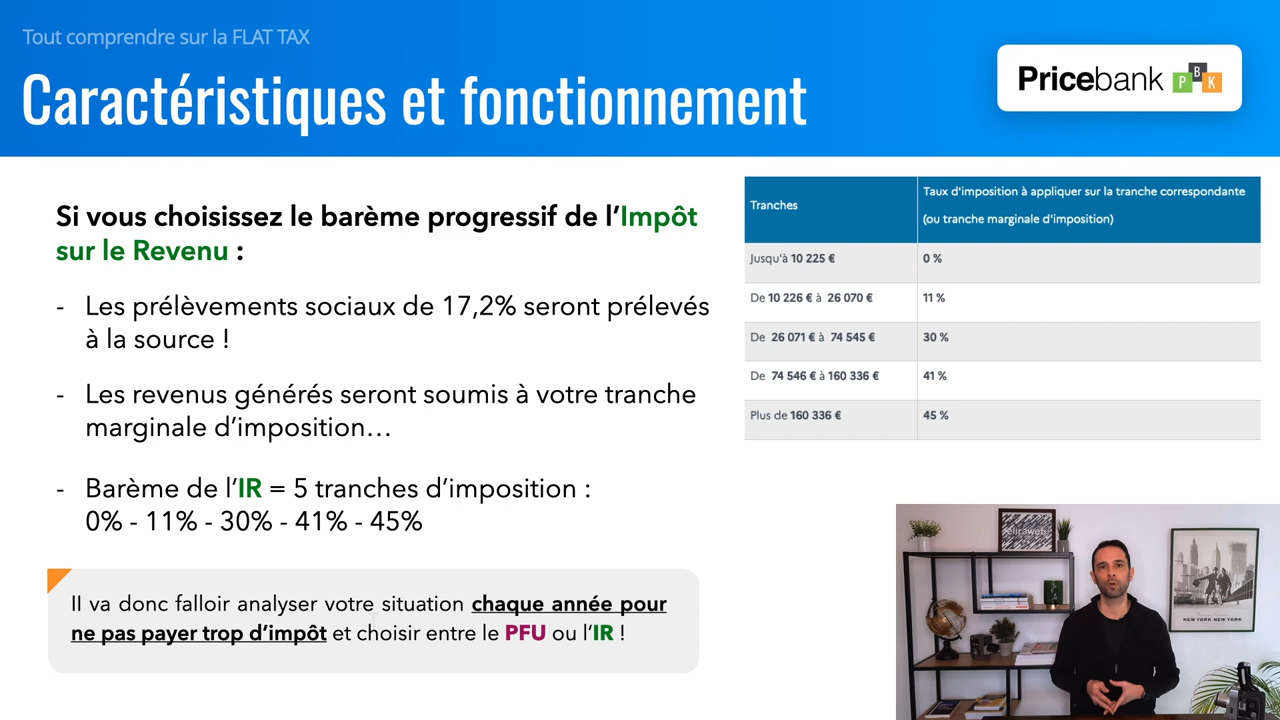 Tout comprendre sur la FLAT TAX
Caractéristiques et fonctionnement
Pricebank
P B K
Si vous choisissez le barème progressif de l'Impôt
sur le Revenu :
- Les prélèvements sociaux de 17,2% seront prélevés
à la source !
- Les revenus générés seront soumis à votre tranche
marginale d'imposition…
- Barème de l'IR = 5 tranches d'imposition :
0% - 11% - 30% - 41% - 45%
Il va donc falloir analyser votre situation chaque année pour
ne pas payer trop d'impôt et choisir entre le PFU ou l'IR !
Tranches
Taux d'imposition à appliquer sur la tranche correspondante
(ou tranche marginale d'imposition)
Jusqu'à 10 225 € 0 %
De 10 226 € à 26 070 € 11 %
De 26 071 € à 74 545 € 30 %
De 74 546 € à 160 336 € 41 %
Plus de 160 336 € 45 %
eliraweb
NEW YORK NEW YORK